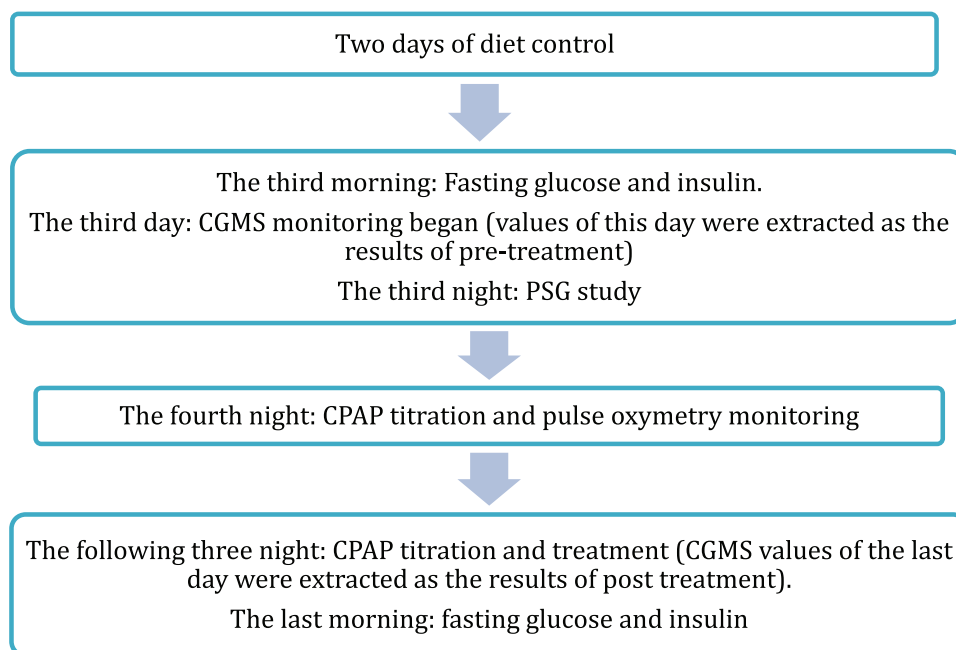 Two days of diet control
The third morning: Fasting glucose and insulin.
The third day: CGMS monitoring began (values of this day were extracted as the
results of pre-treatment)
The third night: PSG study
The fourth night: CPAP titration and pulse oxymetry monitoring
The following three night: CPAP titration and treatment (CGMS values of the last
day were extracted as the results of post treatment).
The last morning: fasting glucose and insulin